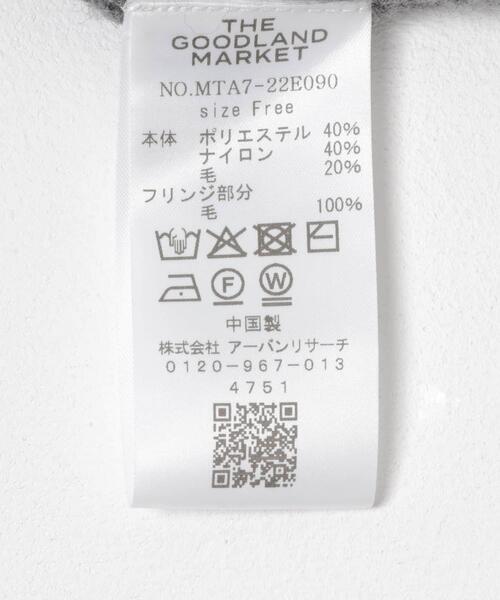 THE
GOODLAND
MARKET
NO.MTA7-22E090
size Free
本体 ポリエステル 40%
ナイロン 40%
毛 20%
フリンジ部分
毛 100%
F W
中国製
株式会社 アーバンリサーチ
0120-967-013
4751